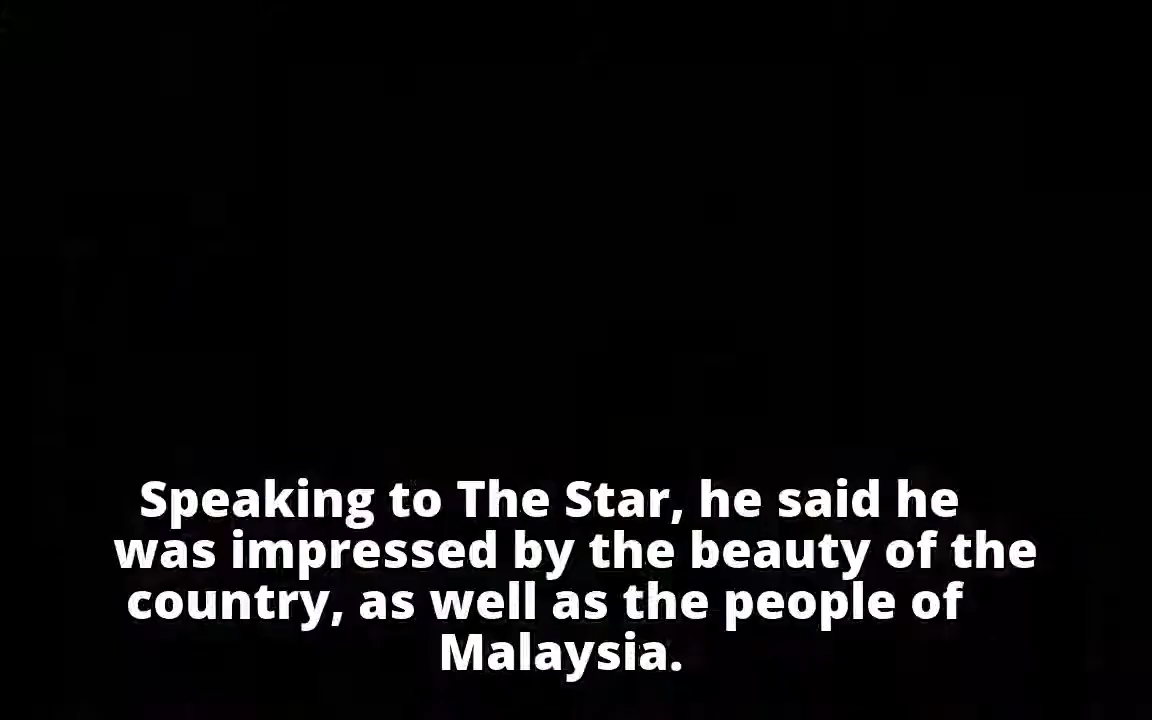 Speaking to The Star, he said he
was impressed by the beauty of the
country, as well as the people of
Malaysia.